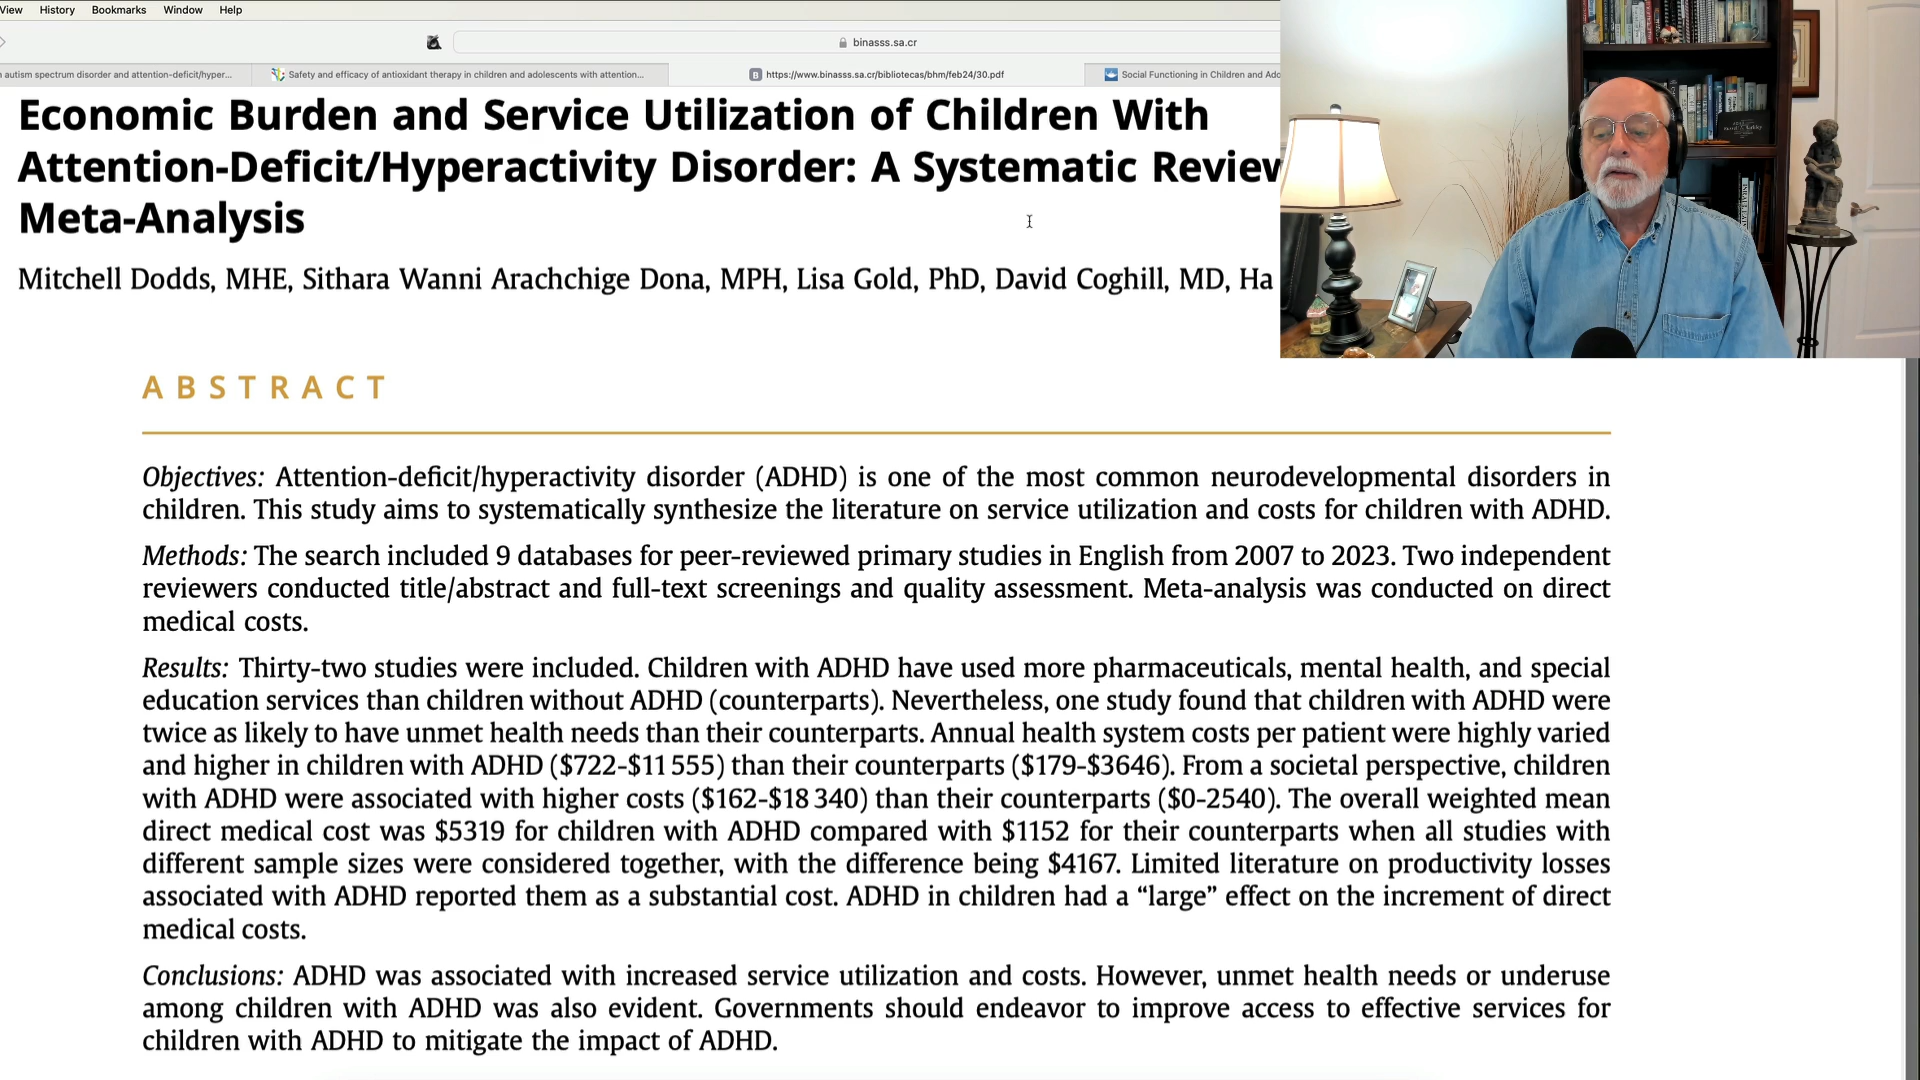 View History Bookmarks Window Help
binasss.sa.cr
autism spectrum disorder and attention-deficit/hyper...
Safety and efficacy of antioxidant therapy in children and adolescents with attention...
B https://www.binasss.sa.cr/bibliotecas/bhm/feb24/30.pdf
Social Functioning in Children and Ado
Economic Burden and Service Utilization of Children With
Attention-Deficit/Hyperactivity Disorder: A Systematic Review
Meta-Analysis
Mitchell Dodds, MHE, Sithara Wanni Arachchige Dona, MPH, Lisa Gold, PhD, David Coghill, MD, Ha
ABSTRACT
Objectives: Attention-deficit/hyperactivity disorder (ADHD) is one of the most common neurodevelopmental disorders in
children. This study aims to systematically synthesize the literature on service utilization and costs for children with ADHD.
Methods: The search included 9 databases for peer-reviewed primary studies in English from 2007 to 2023. Two independent
reviewers conducted title/abstract and full-text screenings and quality assessment. Meta-analysis was conducted on direct
medical costs.
Results: Thirty-two studies were included. Children with ADHD have used more pharmaceuticals, mental health, and special
education services than children without ADHD (counterparts). Nevertheless, one study found that children with ADHD were
twice as likely to have unmet health needs than their counterparts. Annual health system costs per patient were highly varied
and higher in children with ADHD ($722-$11 555) than their counterparts ($179-$3646). From a societal perspective, children
with ADHD were associated with higher costs ($162-$18 340) than their counterparts ($0-2540). The overall weighted mean
direct medical cost was $5319 for children with ADHD compared with $1152 for their counterparts when all studies with
different sample sizes were considered together, with the difference being $4167. Limited literature on productivity losses
associated with ADHD reported them as a substantial cost. ADHD in children had a “large” effect on the increment of direct
medical costs.
Conclusions: ADHD was associated with increased service utilization and costs. However, unmet health needs or underuse
among children with ADHD was also evident. Governments should endeavor to improve access to effective services for
children with ADHD to mitigate the impact of ADHD.